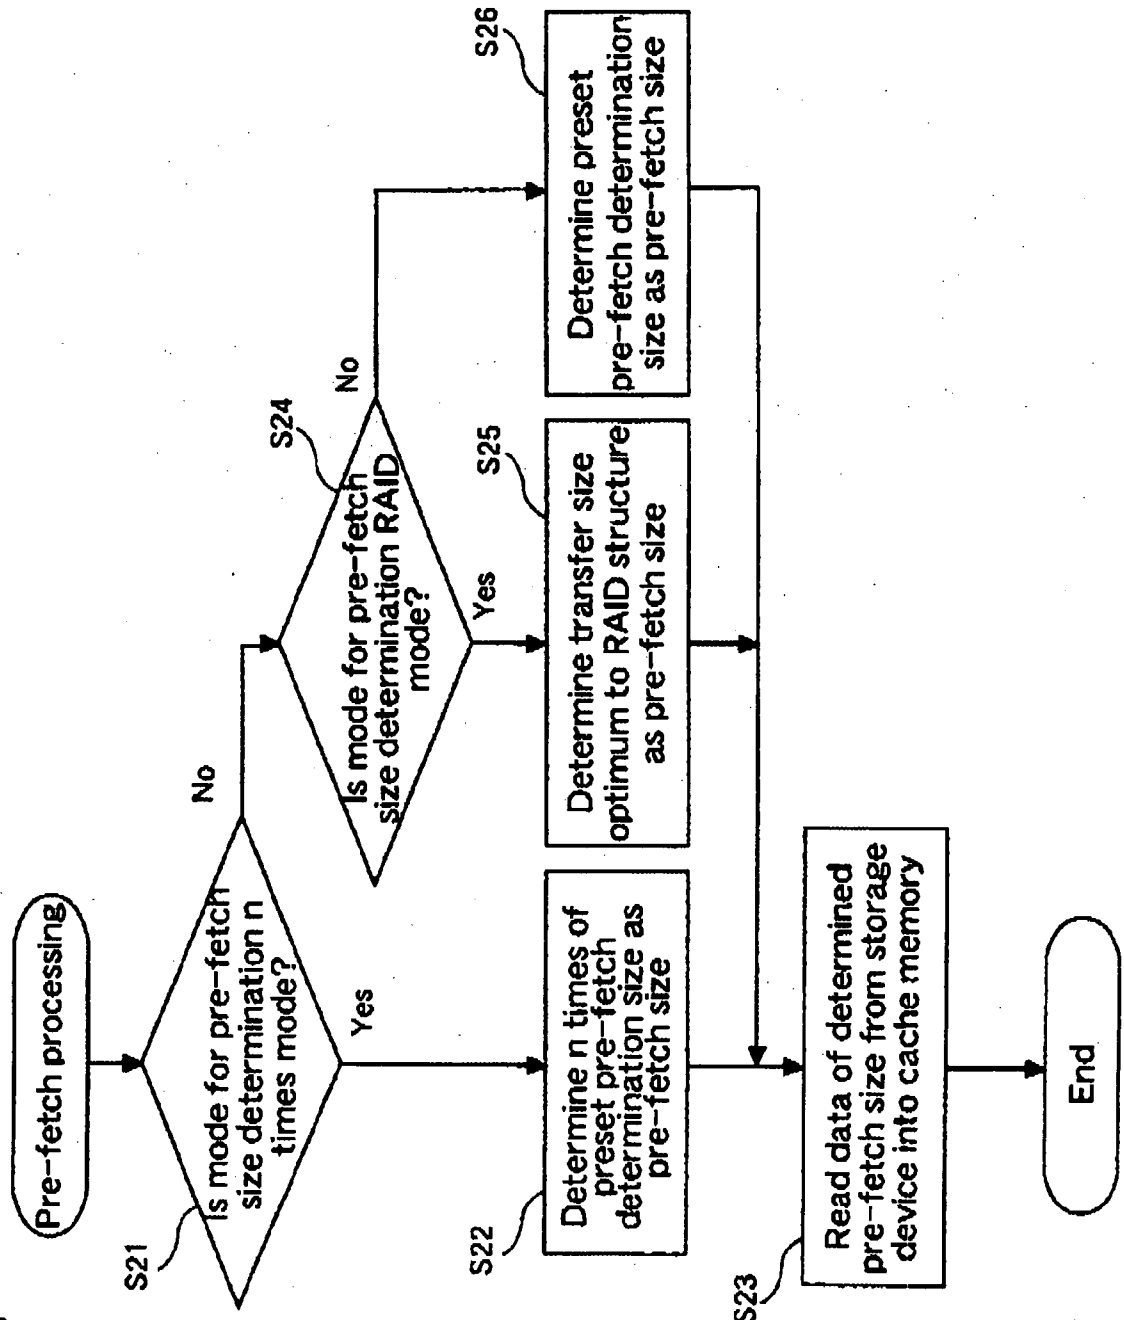 Pre-fetch processing
S21
Is mode for pre-fetch
size determination n
times mode?
No
Yes
S24
Is mode for pre-fetch
size determination RAID
mode?
No
Yes
S22
Determine n times of
preset pre-fetch
determination size as
pre-fetch size
S25
Determine transfer size
optimum to RAID structure
as pre-fetch size
S26
Determine preset
pre-fetch determination
size as pre-fetch size
S23
Read data of determined
pre-fetch size from storage
device into cache memory
End